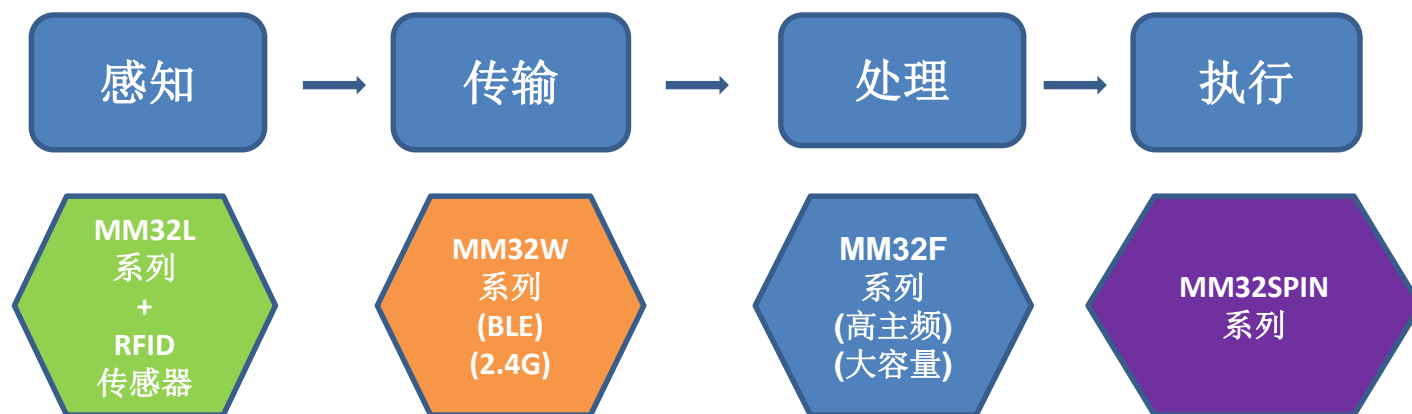 感知
传输
处理
执行
MM32L
系列
+
RFID
传感器
MM32W
系列
(BLE)
(2.4G)
MM32F
系列
(高主频)
(大容量)
MM32SPIN
系列